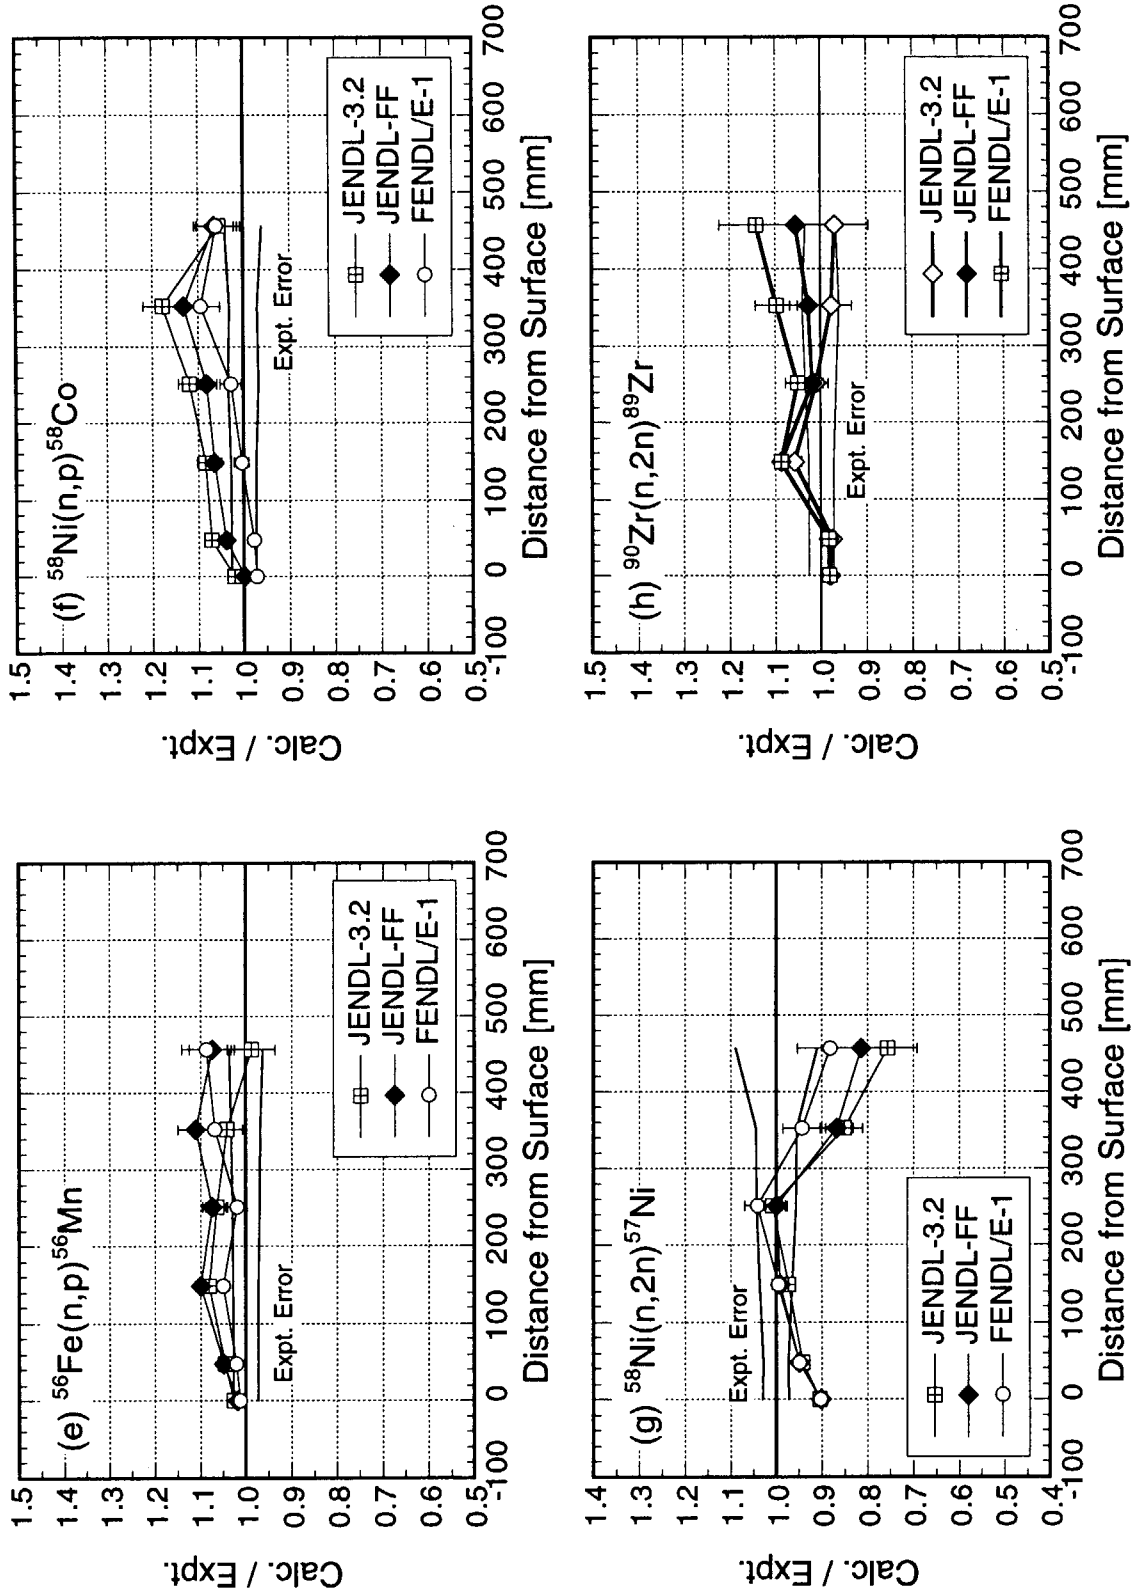 (e) ⁵⁶Fe(n,p)⁵⁶Mn
Calc. / Expt.
1.5
1.4
1.3
1.2
1.1
1.0
0.9
0.8
0.7
0.6
0.5
Expt. Error
JENDL-3.2
JENDL-FF
FENDL/E-1
-100 0 100 200 300 400 500 600 700
Distance from Surface [mm]
(f) ⁵⁸Ni(n,p)⁵⁸Co
Calc. / Expt.
1.5
1.4
1.3
1.2
1.1
1.0
0.9
0.8
0.7
0.6
0.5
Expt. Error
JENDL-3.2
JENDL-FF
FENDL/E-1
-100 0 100 200 300 400 500 600 700
Distance from Surface [mm]
(g) ⁵⁸Ni(n,2n)⁵⁷Ni
Calc. / Expt.
1.4
1.3
1.2
1.1
1.0
0.9
0.8
0.7
0.6
0.5
0.4
Expt. Error
JENDL-3.2
JENDL-FF
FENDL/E-1
-100 0 100 200 300 400 500 600 700
Distance from Surface [mm]
(h) ⁹⁰Zr(n,2n)⁸⁹Zr
Calc. / Expt.
1.5
1.4
1.3
1.2
1.1
1.0
0.9
0.8
0.7
0.6
0.5
Expt. Error
JENDL-3.2
JENDL-FF
FENDL/E-1
-100 0 100 200 300 400 500 600 700
Distance from Surface [mm]